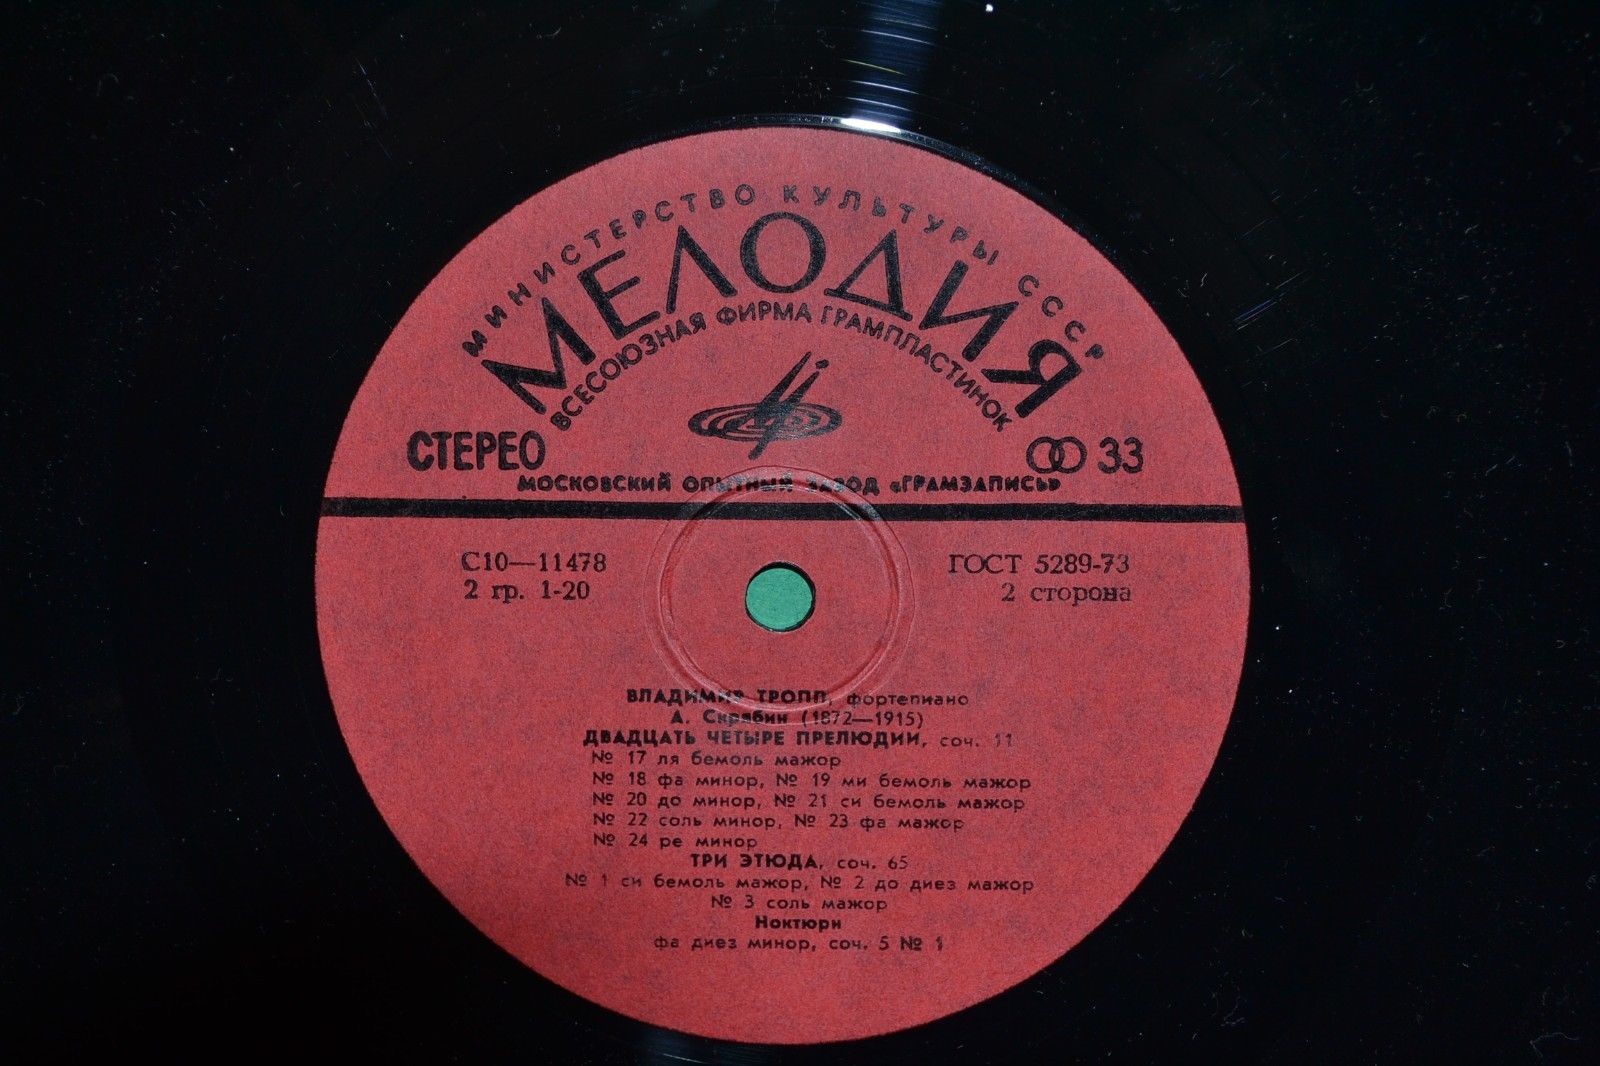 МИНИСТЕРСТВО КУЛЬТУРЫ СССР
МЕЛОДИЯ
ВСЕСОЮЗНАЯ ФИРМА ГРАМПЛАСТИНОК
СТЕРЕО 33
МОСКОВСКИЙ ОПЫТНЫЙ ЗАВОД «ГРАМЗАПИСЬ»
С10—11478 ГОСТ 5289-73
2 гр. 1-20 2 сторона
ВЛАДИМИР ТРОПП, фортепиано
А. Скрябин (1872—1915)
ДВАДЦАТЬ ЧЕТЫРЕ ПРЕЛЮДИИ, соч. 11
№ 17 ля бемоль мажор
№ 18 фа минор, № 19 ми бемоль мажор
№ 20 до минор, № 21 си бемоль мажор
№ 22 соль минор, № 23 фа мажор
№ 24 ре минор
ТРИ ЭТЮДА, соч. 65
№ 1 си бемоль мажор, № 2 до диез мажор
№ 3 соль мажор
Ноктюрн
фа диез минор, соч. 5 № 1